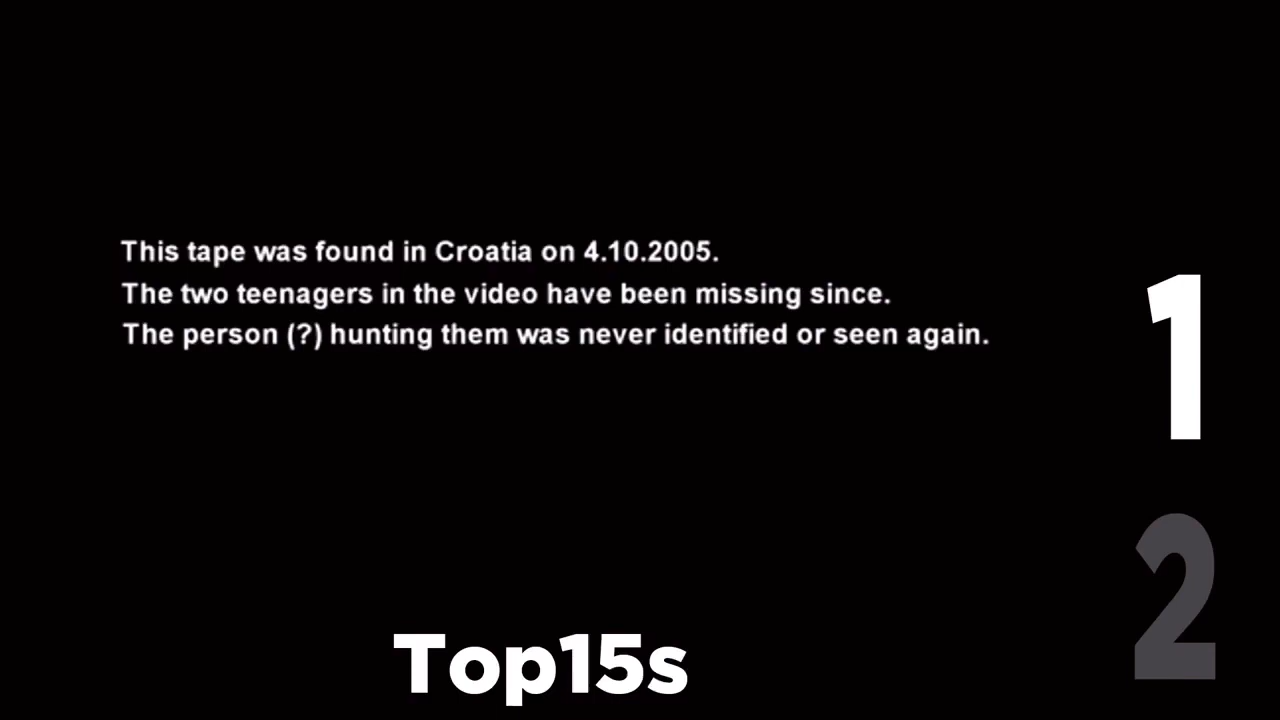 This tape was found in Croatia on 4.10.2005.
The two teenagers in the video have been missing since.
The person (?) hunting them was never identified or seen again.
1
2
Top15s